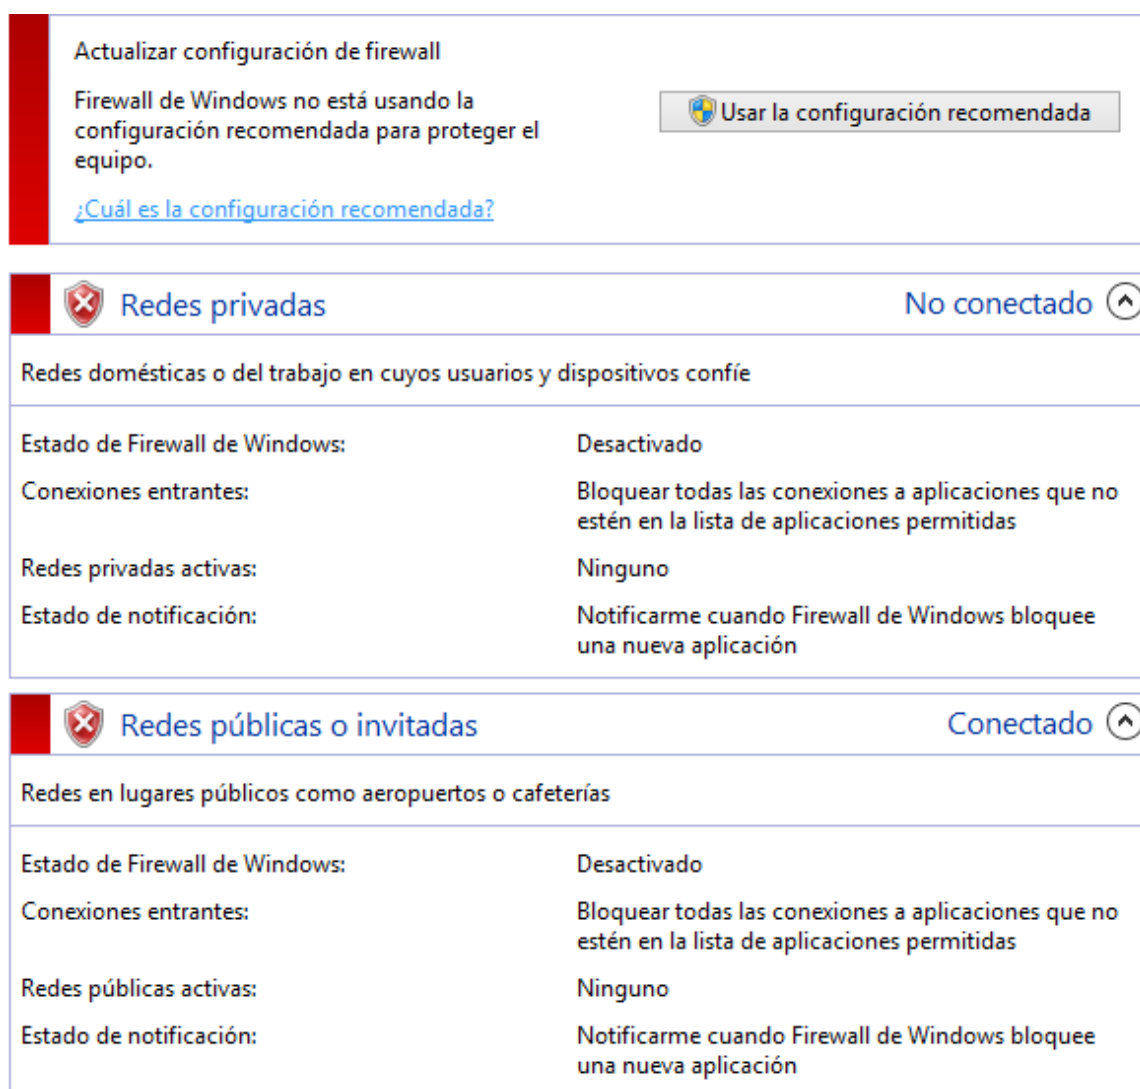 Actualizar configuración de firewall
Firewall de Windows no está usando la
configuración recomendada para proteger el
equipo.
Usar la configuración recomendada
¿Cuál es la configuración recomendada?
Redes privadas
No conectado
Redes domésticas o del trabajo en cuyos usuarios y dispositivos confíe
Estado de Firewall de Windows:
Desactivado
Conexiones entrantes:
Bloquear todas las conexiones a aplicaciones que no
estén en la lista de aplicaciones permitidas
Redes privadas activas:
Ninguno
Estado de notificación:
Notificarme cuando Firewall de Windows bloquee
una nueva aplicación
Redes públicas o invitadas
Conectado
Redes en lugares públicos como aeropuertos o cafeterías
Estado de Firewall de Windows:
Desactivado
Conexiones entrantes:
Bloquear todas las conexiones a aplicaciones que no
estén en la lista de aplicaciones permitidas
Redes públicas activas:
Ninguno
Estado de notificación:
Notificarme cuando Firewall de Windows bloquee
una nueva aplicación